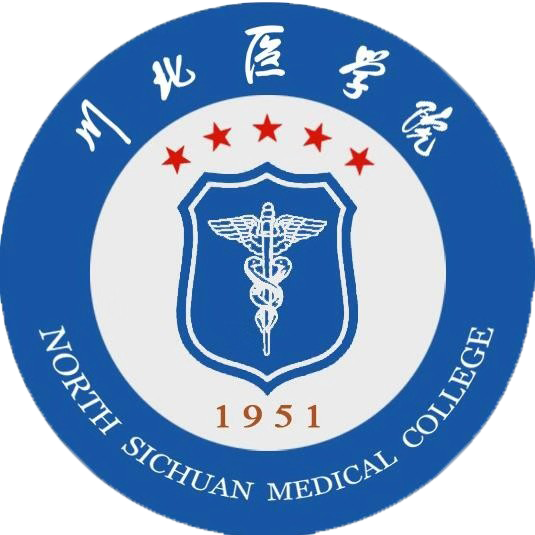 川北医学院
1951
NORTH SICHUAN MEDICAL COLLEGE